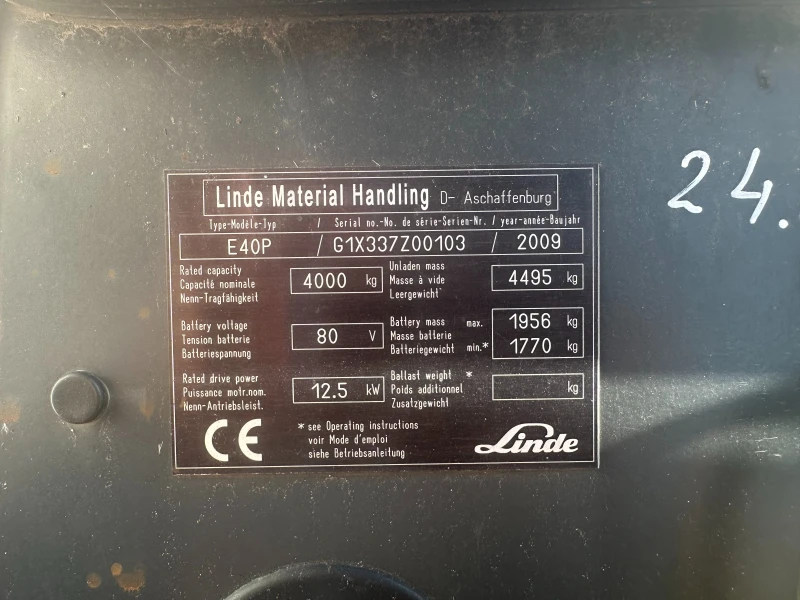 Linde Material Handling D- Aschaffenburg
Type-Modèle-Typ / Serial no.-No. de série-Serien-Nr. / year-année-Baujahr
E40P / G1X337Z00103 / 2009
Rated capacity
Capacité nominale
Nenn-Tragfähigkeit
4000 kg
Unladen mass
Masse à vide
Leergewicht
4495 kg
Battery voltage
Tension batterie
Batteriespannung
80 V
Battery mass max. 1956 kg
Masse batterie
Batteriegewicht min.* 1770 kg
Rated drive power
Puissance motr.nom.
Nenn-Antriebsleist.
12.5 kW
Ballast weight *
Poids additionnel
Zusatzgewicht
kg
CE
* see Operating instructions
voir Mode d'emploi
siehe Betriebsanleitung
Linde
24.